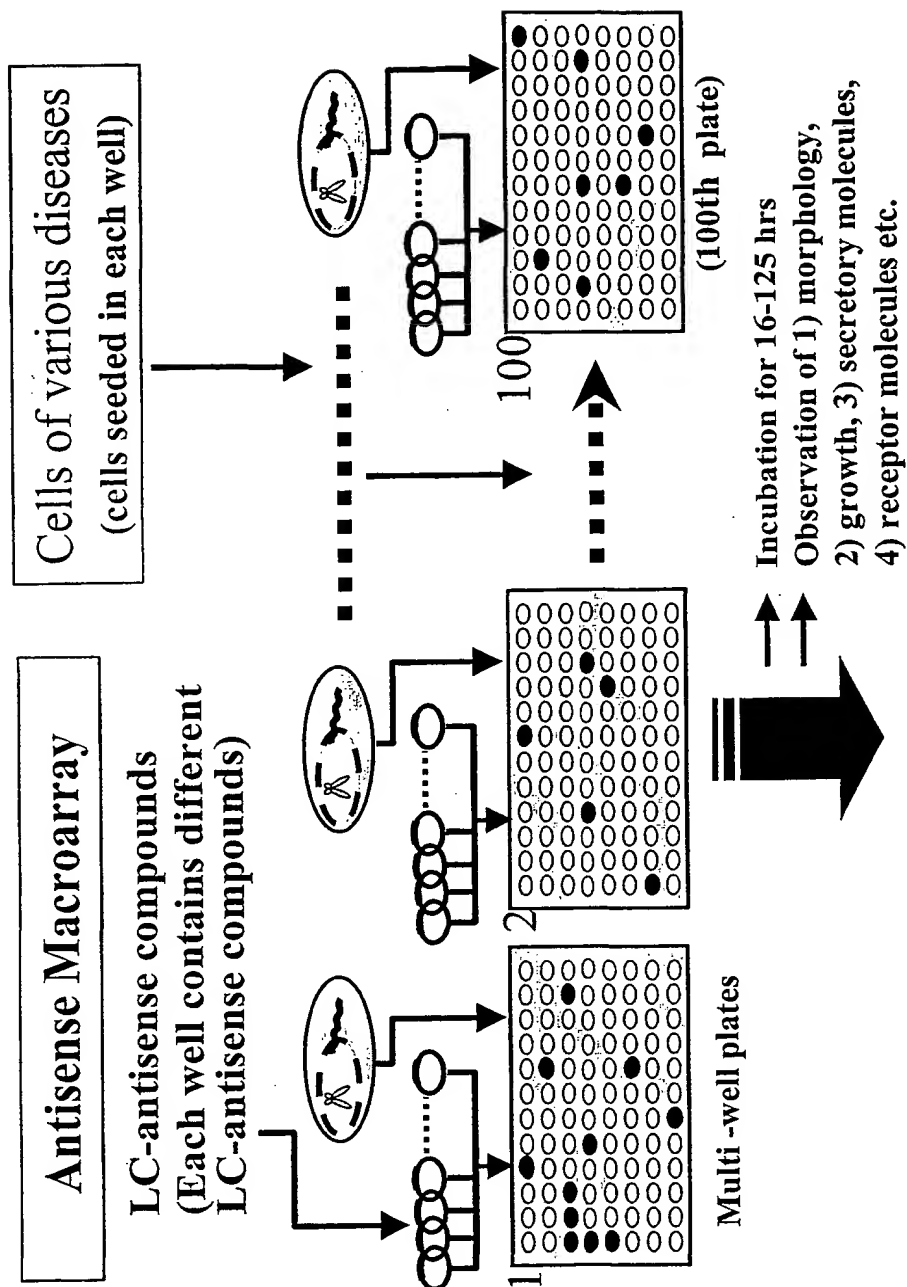 Antisense Macroarray
LC-antisense compounds
(Each well contains different
LC-antisense compounds)
Cells of various diseases
(cells seeded in each well)
1
2
100
Multi -well plates
(100th plate)
Incubation for 16-125 hrs
Observation of 1) morphology,
2) growth, 3) secretory molecules,
4) receptor molecules etc.